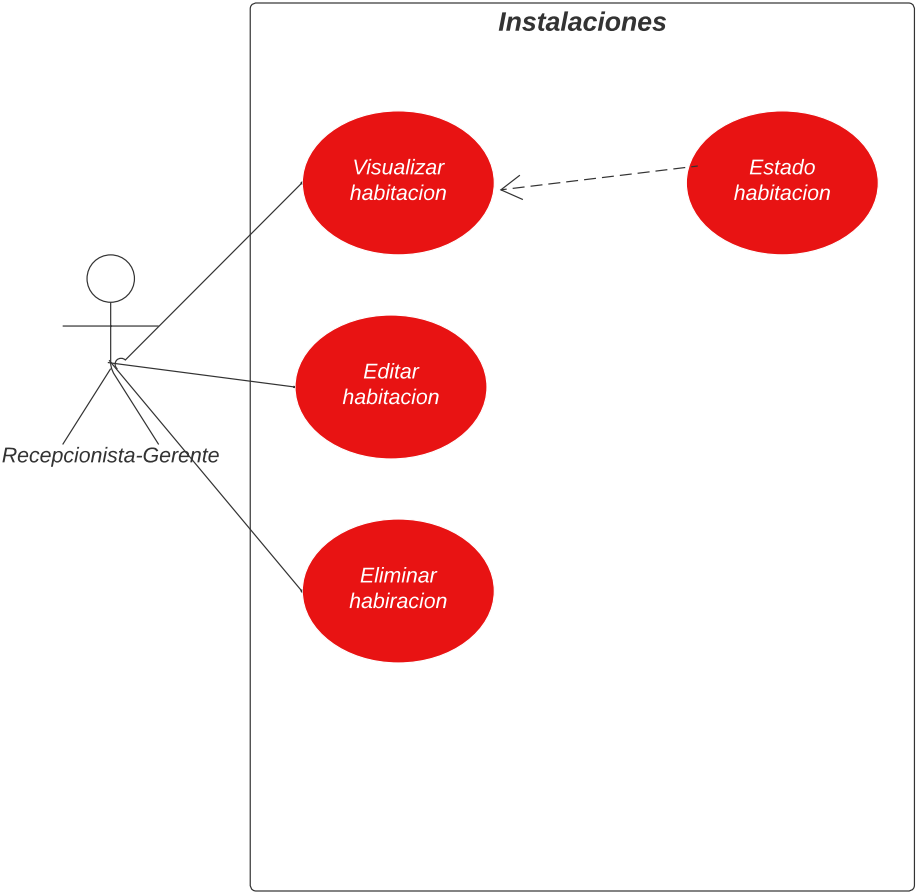 Instalaciones
Visualizar
habitacion
Estado
habitacion
Editar
habitacion
Recepcionista-Gerente
Eliminar
habiracion